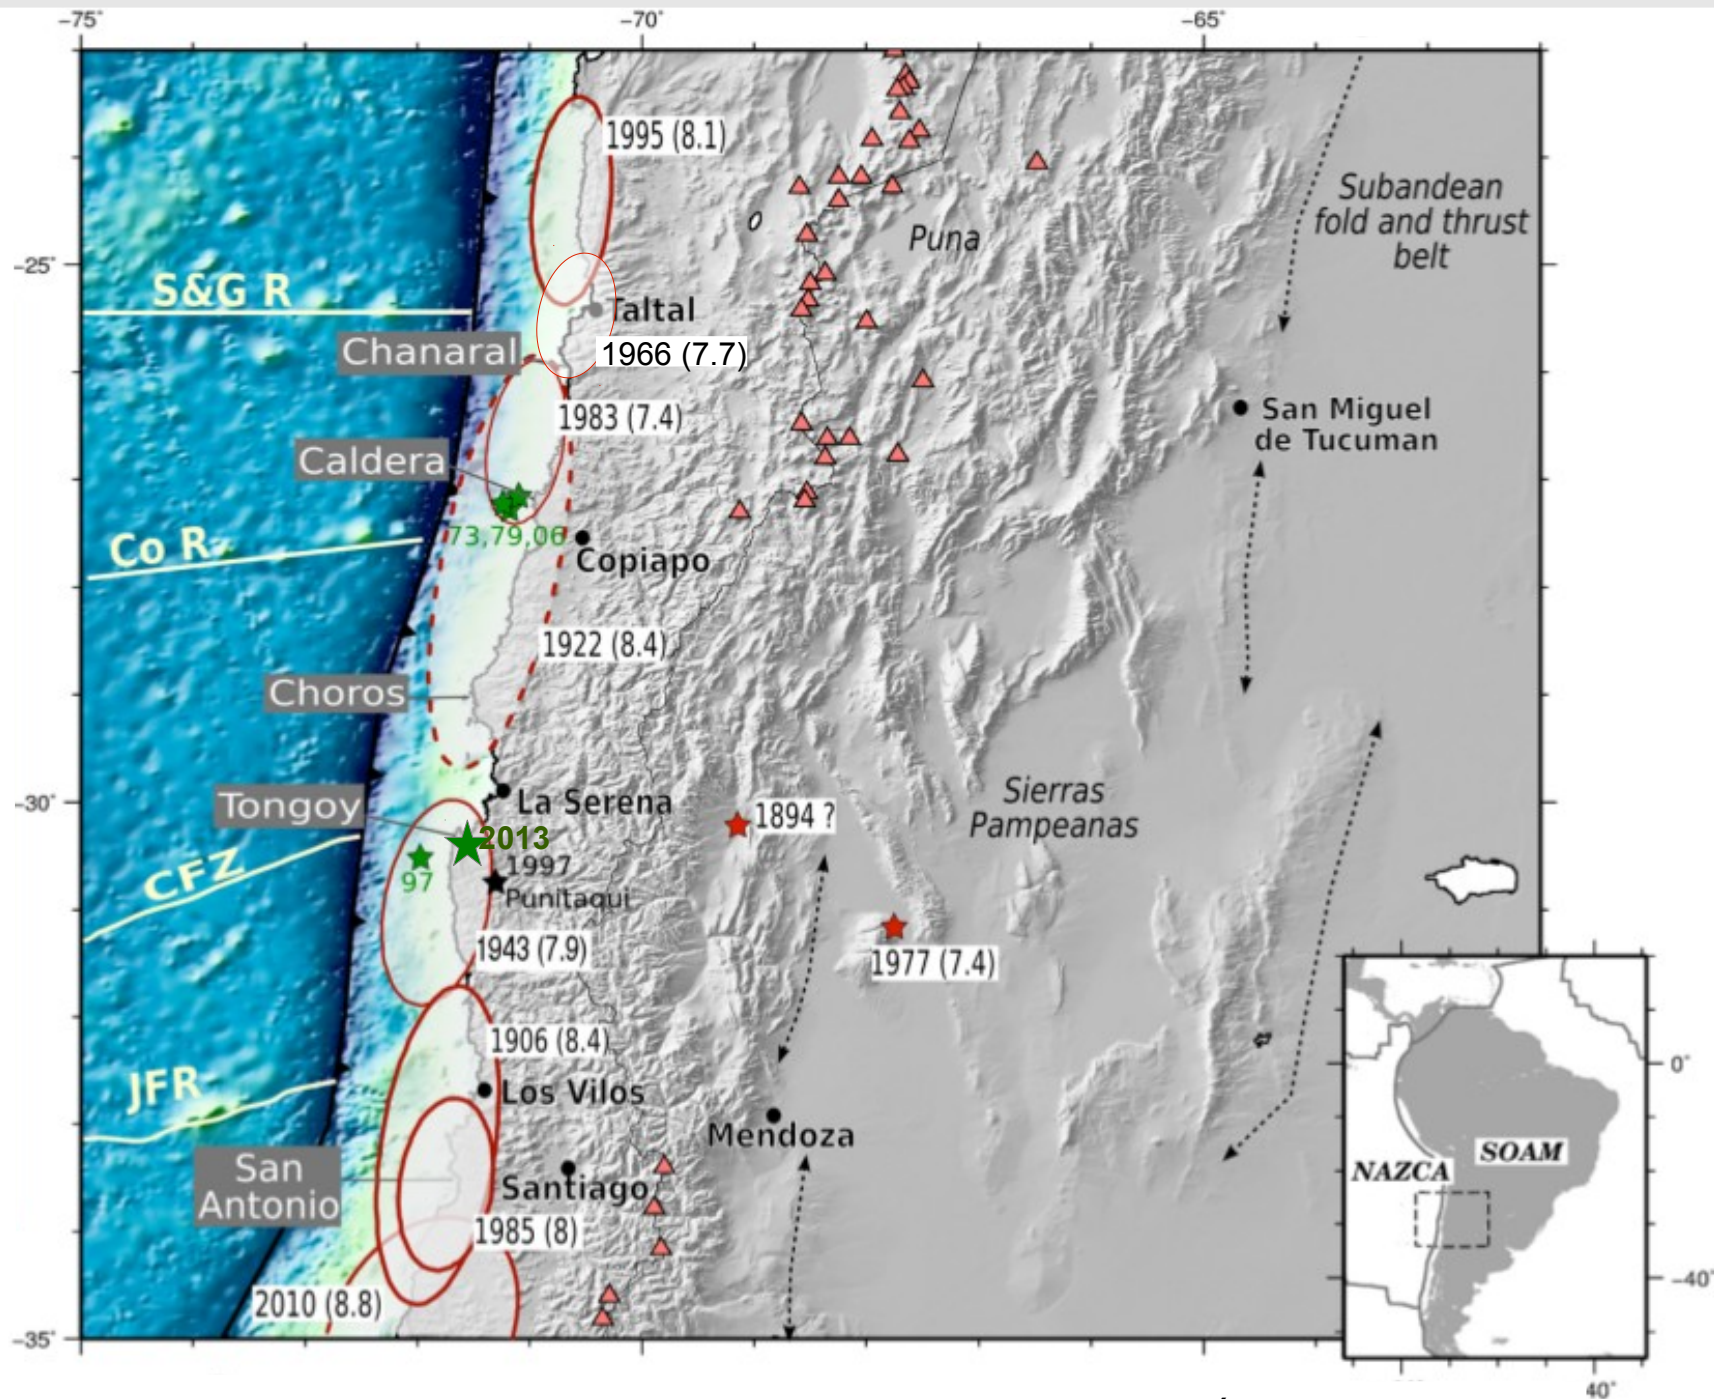 −75°
−70°
−65°
1995 (8.1)
Subandean
fold and thrust
belt
Puna
−25°
S&G R
Taltal
Chanaral
1966 (7.7)
1983 (7.4)
San Miguel
de Tucuman
Caldera
73,79,06
Co R
Copiapo
1922 (8.4)
Choros
−30°
Tongoy
La Serena
1894 ?
Sierras
Pampeanas
2013
CFZ
97
1997
Punitaqui
1943 (7.9)
1977 (7.4)
1906 (8.4)
JFR
Los Vilos
0°
Mendoza
San
Antonio
Santiago
NAZCA
SOAM
1985 (8)
2010 (8.8)
−40°
−35°
40°